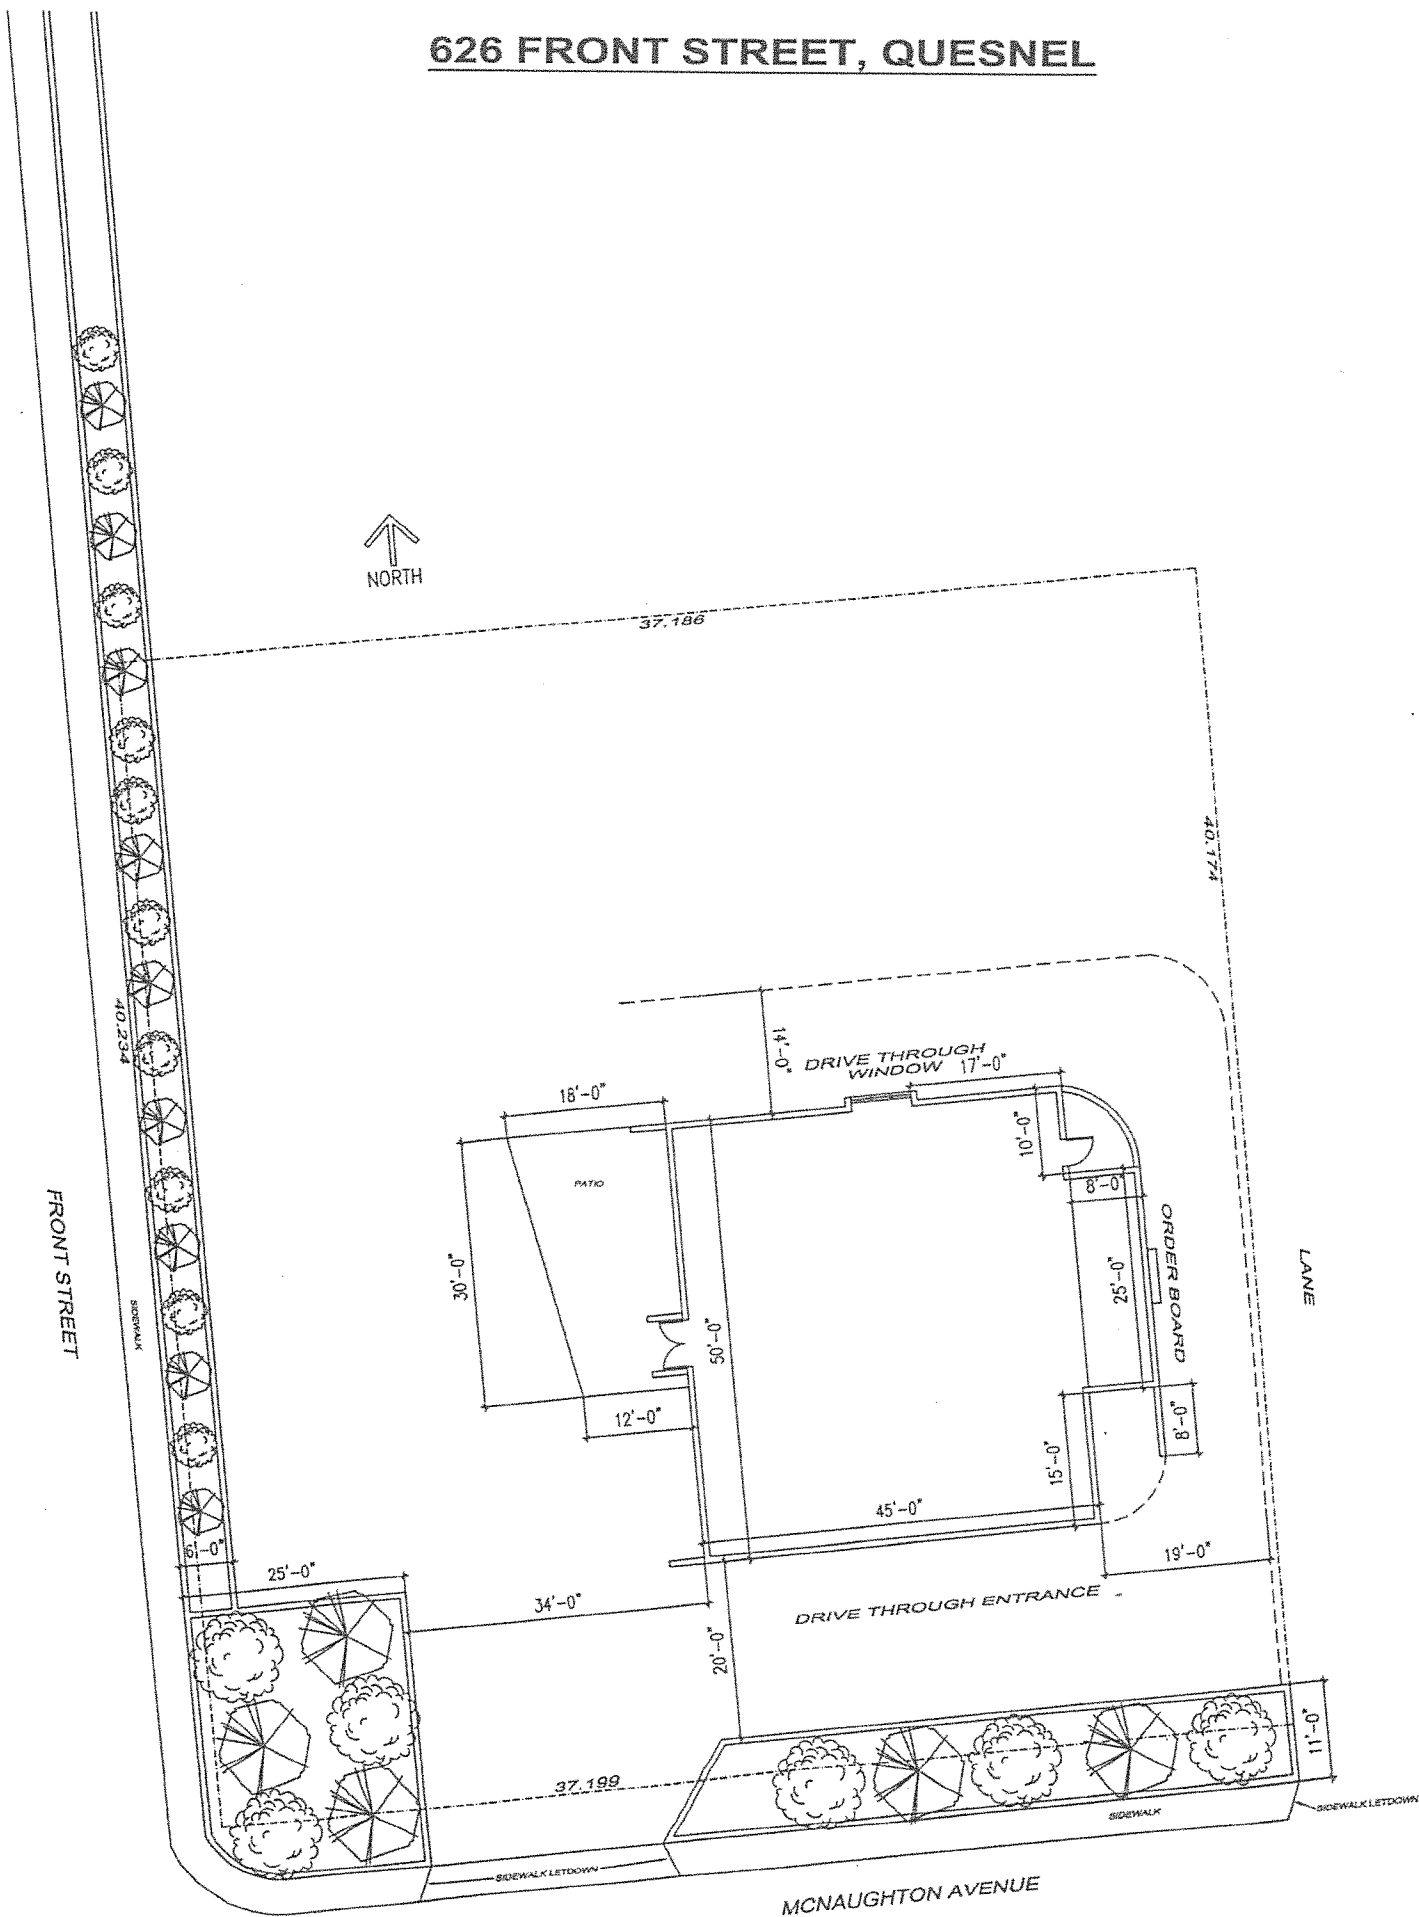 626 FRONT STREET, QUESNEL
NORTH
37.186
40.174
40.234
14'-0"
DRIVE THROUGH
WINDOW
17'-0"
18'-0"
10'-0"
PATIO
8'-0"
ORDER BOARD
FRONT STREET
SIDEWALK
30'-0"
50'-0"
25'-0"
LANE
12'-0"
8'-0"
15'-0"
45'-0"
6'-0"
25'-0"
19'-0"
34'-0"
DRIVE THROUGH ENTRANCE
20'-0"
11'-0"
37.199
SIDEWALK
SIDEWALK LETDOWN
SIDEWALK LETDOWN
MCNAUGHTON AVENUE